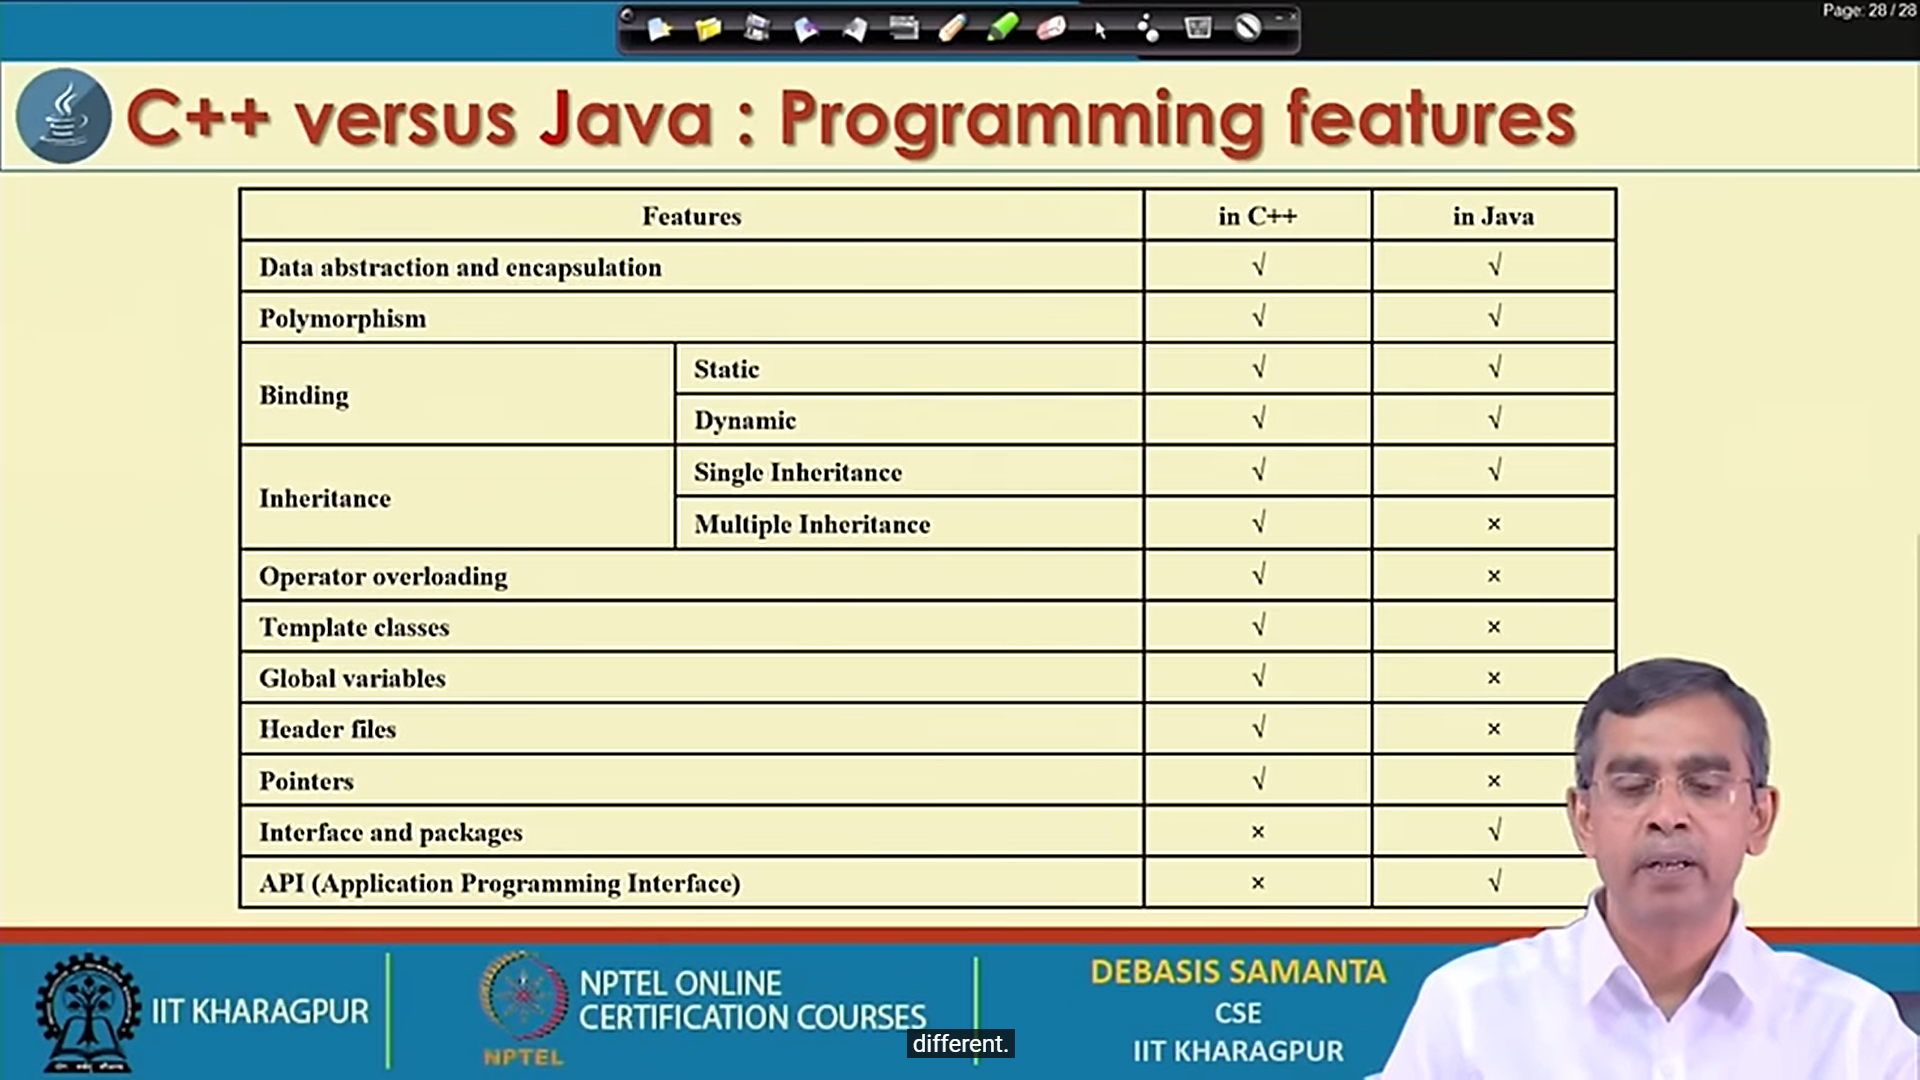 Page: 28 / 28
C++ versus Java : Programming features
Features in C++ in Java
Data abstraction and encapsulation √ √
Polymorphism √ √
Binding Static √ √
Dynamic √ √
Inheritance Single Inheritance √ √
Multiple Inheritance √ ×
Operator overloading √ ×
Template classes √ ×
Global variables √ ×
Header files √ ×
Pointers √ ×
Interface and packages × √
API (Application Programming Interface) × √
IIT KHARAGPUR
NPTEL
NPTEL ONLINE
CERTIFICATION COURSES
different.
DEBASIS SAMANTA
CSE
IIT KHARAGPUR